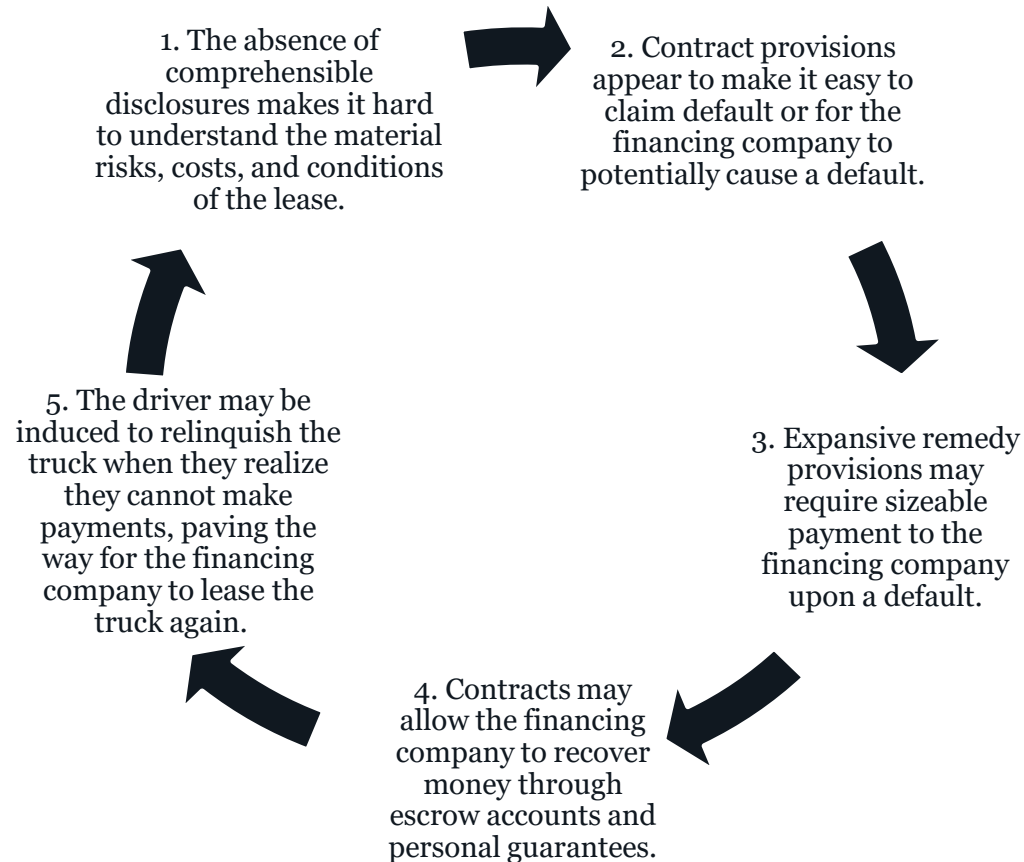 1. The absence of
comprehensible
disclosures makes it hard
to understand the material
risks, costs, and conditions
of the lease.
2. Contract provisions
appear to make it easy to
claim default or for the
financing company to
potentially cause a default.
3. Expansive remedy
provisions may
require sizeable
payment to the
financing company
upon a default.
4. Contracts may
allow the financing
company to recover
money through
escrow accounts and
personal guarantees.
5. The driver may be
induced to relinquish the
truck when they realize
they cannot make
payments, paving the
way for the financing
company to lease the
truck again.